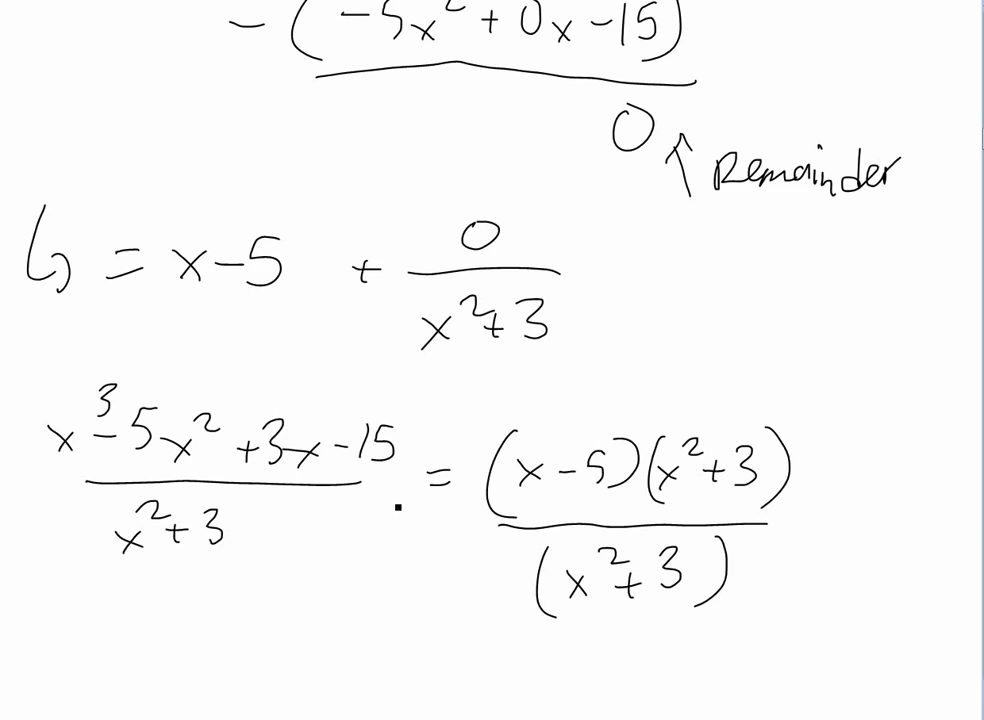 - (-5x² + 0x - 15)
0 ↑ Remainder
↳ = x - 5 + 0/(x² + 3)
(x³ - 5x² + 3x - 15)/(x² + 3) = (x - 5)(x² + 3)/(x² + 3)